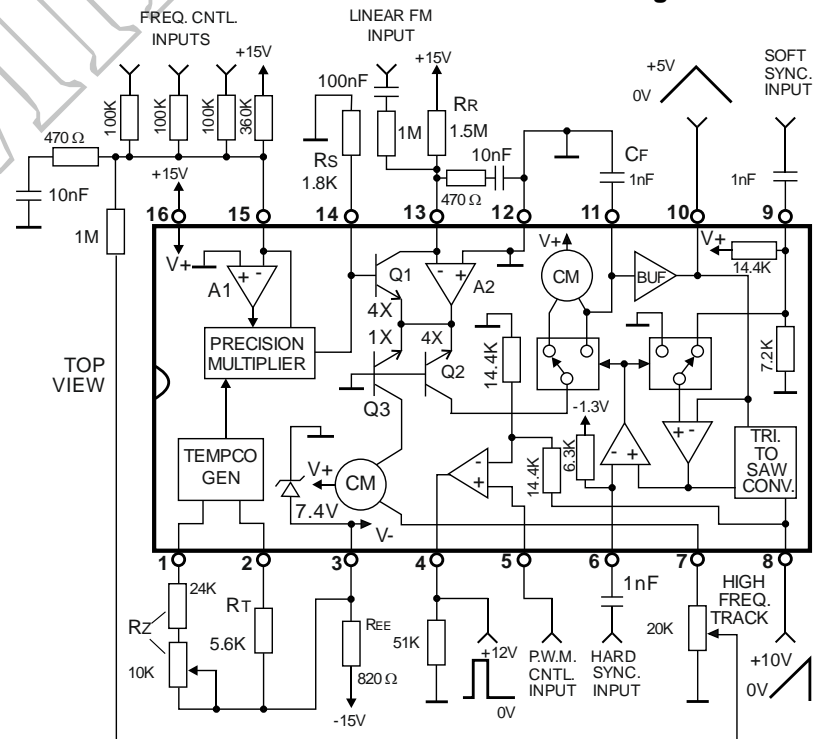 FREQ. CNTL.
INPUTS
LINEAR FM
INPUT
+15V
100K
100K
100K
360K
470 Ω
10nF
+15V
1M
100nF
1M
+15V
RR
1.5M
RS
1.8K
470 Ω
10nF
CF
1nF
+5V
0V
SOFT
SYNC.
INPUT
1nF
16
15
14
13
12
11
10
9
V+
A1
+ -
PRECISION
MULTIPLIER
TEMPCO
GEN
Q1
4X
1X
4X
Q2
Q3
- +
A2
V+
CM
BUF
V+
14.4K
7.2K
14.4K
-1.3V
6.3K
14.4K
- +
+ -
TRI.
TO
SAW
CONV.
V+
CM
7.4V
V-
-
+
TOP
VIEW
1
2
3
4
5
6
7
8
24K
RZ
10K
RT
5.6K
REE
820 Ω
-15V
51K
+12V
0V
P.W.M.
CNTL.
INPUT
1nF
HARD
SYNC.
INPUT
HIGH
FREQ.
TRACK
20K
+10V
0V